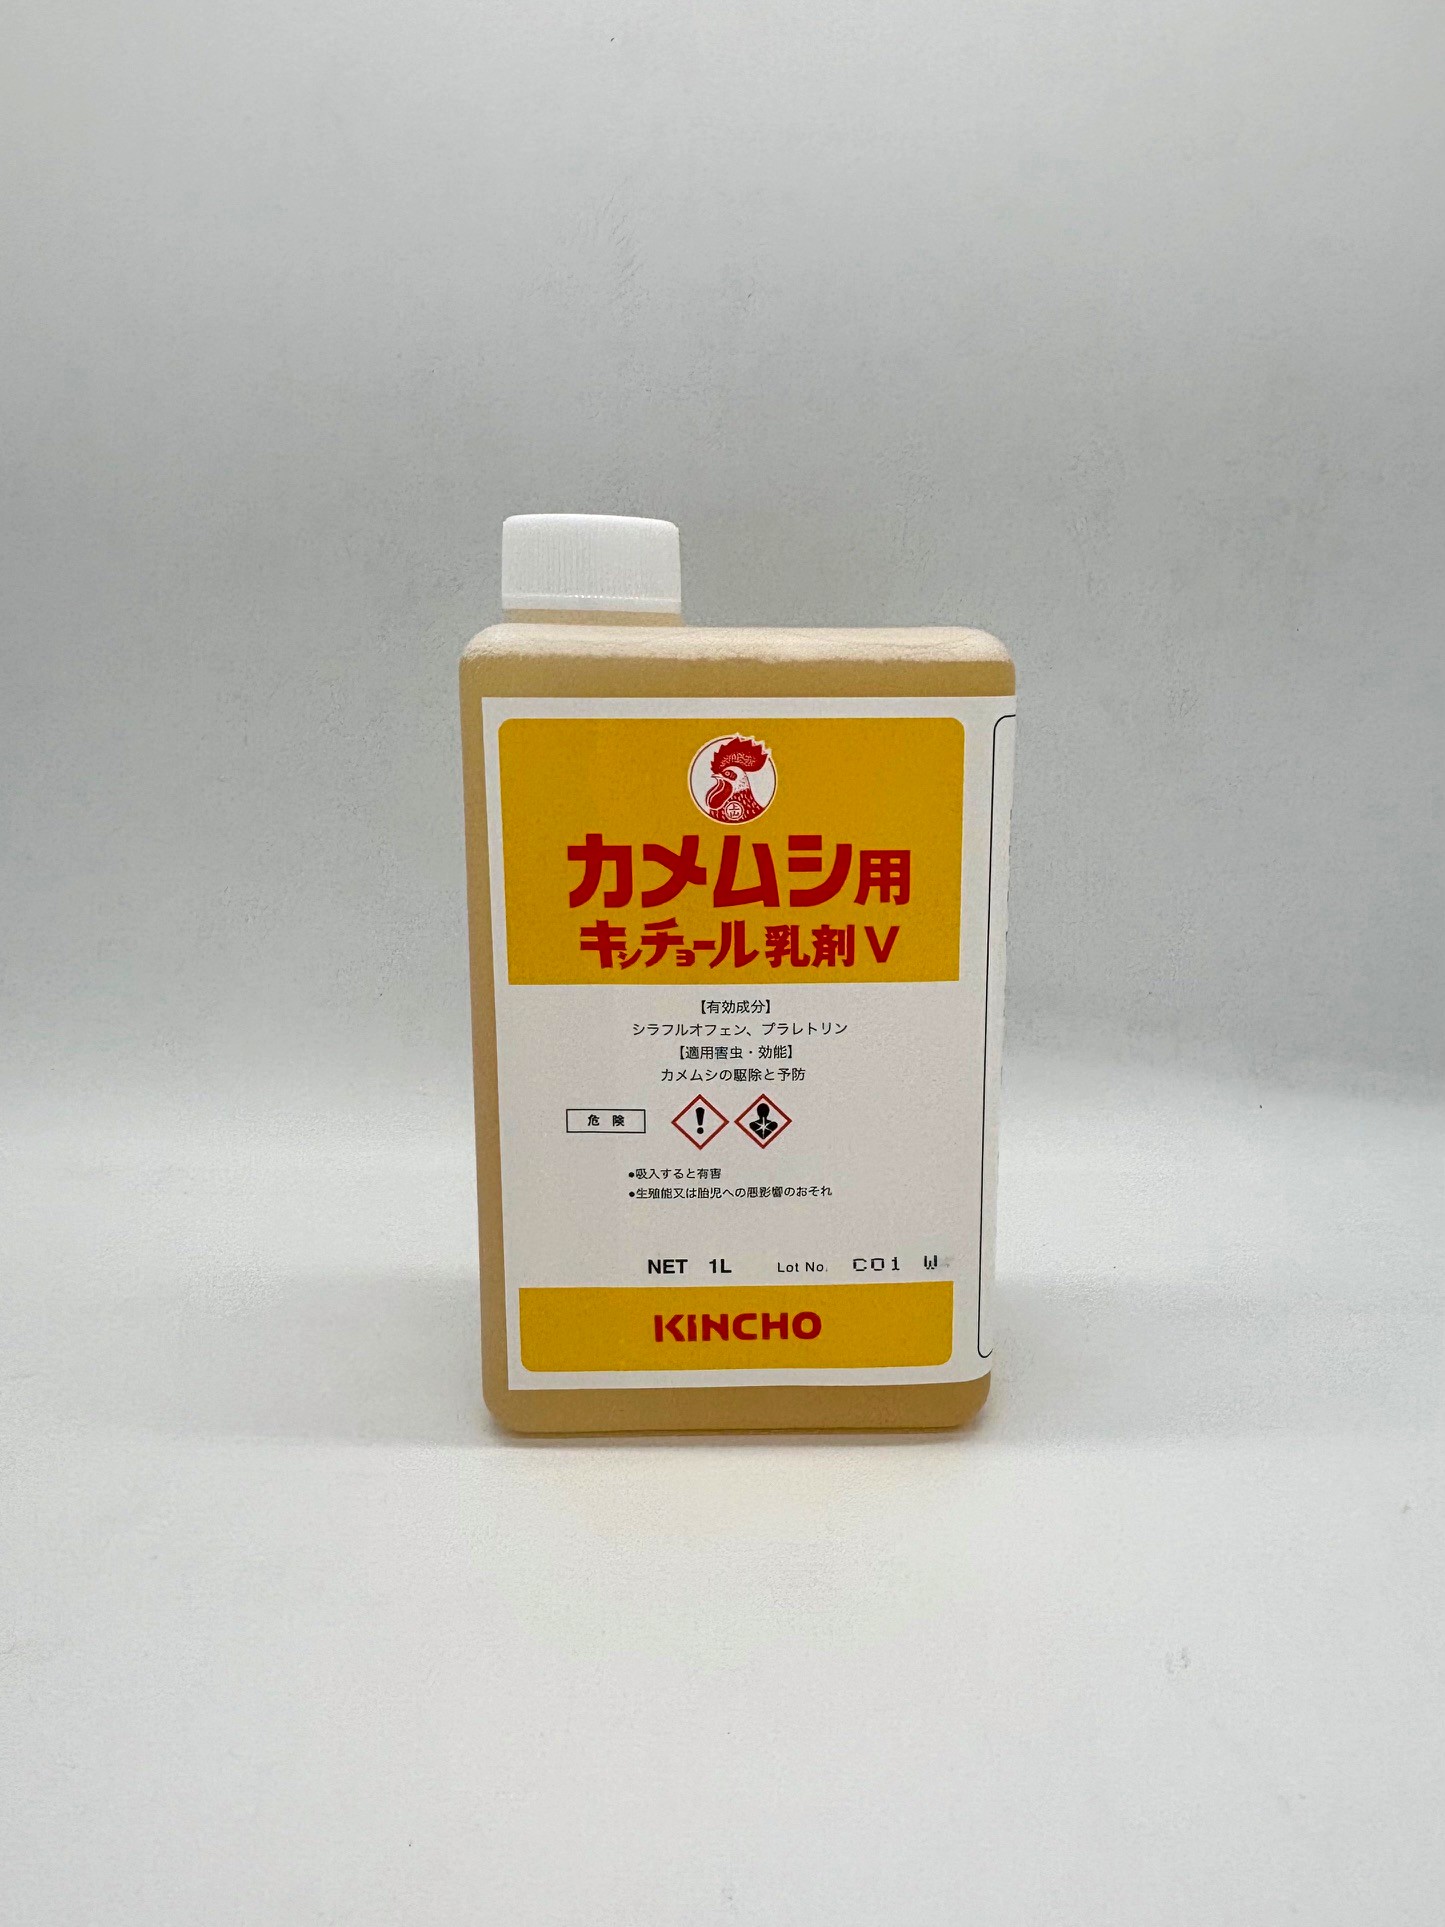 カメムシ用
キンチョール乳剤V
【有効成分】
シラフルオフェン、プラレトリン
【適用害虫・効能】
カメムシの駆除と予防
危険
●吸入すると有害
●生殖能又は胎児への悪影響のおそれ
NET 1L Lot No. C01 W
KINCHO